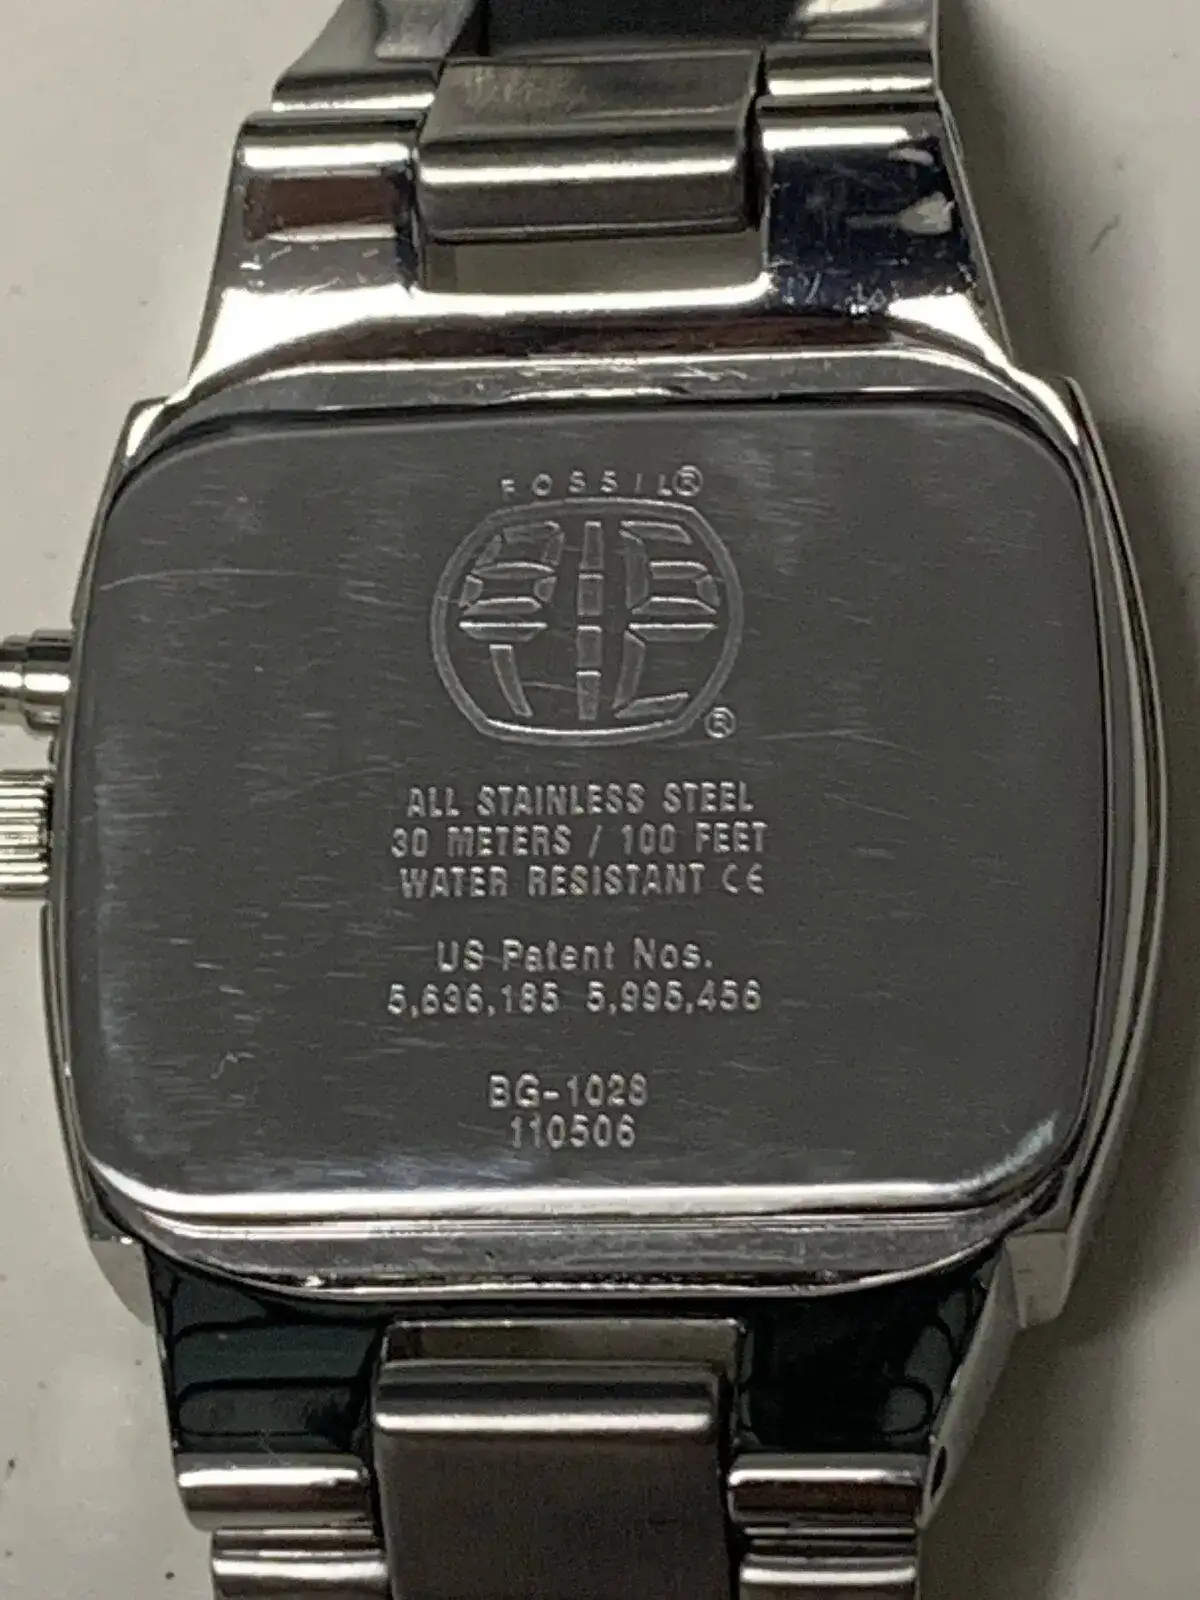 FOSSIL®
®
ALL STAINLESS STEEL
30 METERS / 100 FEET
WATER RESISTANT CE
US Patent Nos.
5,636,185 5,995,456
BG-1028
110506